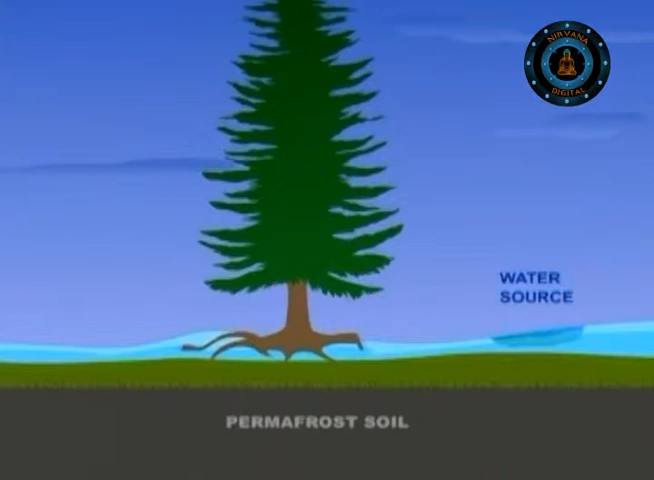 NIRVANA
DIGITAL
WATER
SOURCE
PERMAFROST SOIL